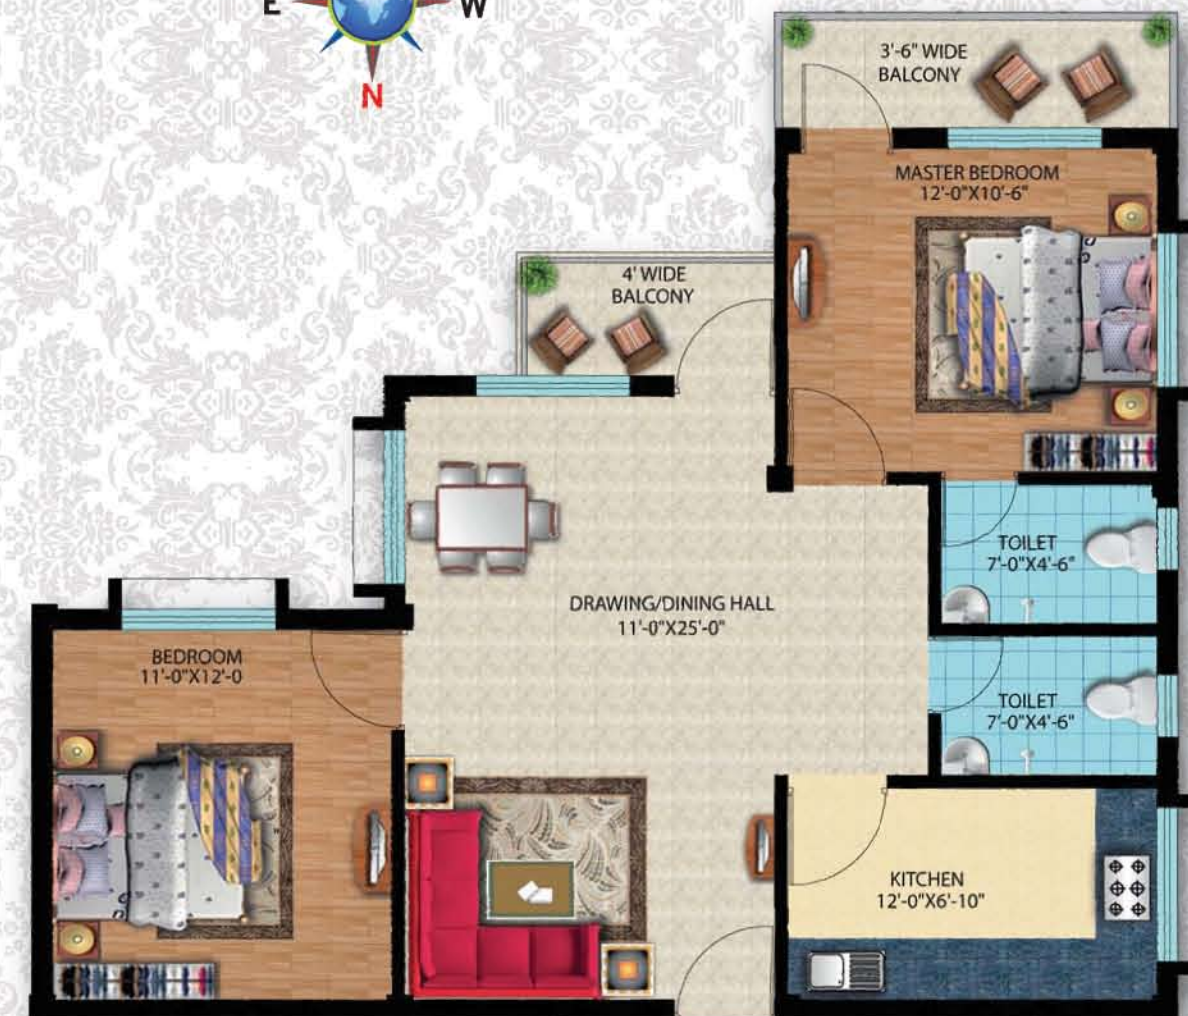 E
W
N
3'-6" WIDE
BALCONY
MASTER BEDROOM
12'-0"X10'-6"
4' WIDE
BALCONY
TOILET
7'-0"X4'-6"
DRAWING/DINING HALL
11'-0"X25'-0"
BEDROOM
11'-0"X12'-0
TOILET
7'-0"X4'-6"
KITCHEN
12'-0"X6'-10"